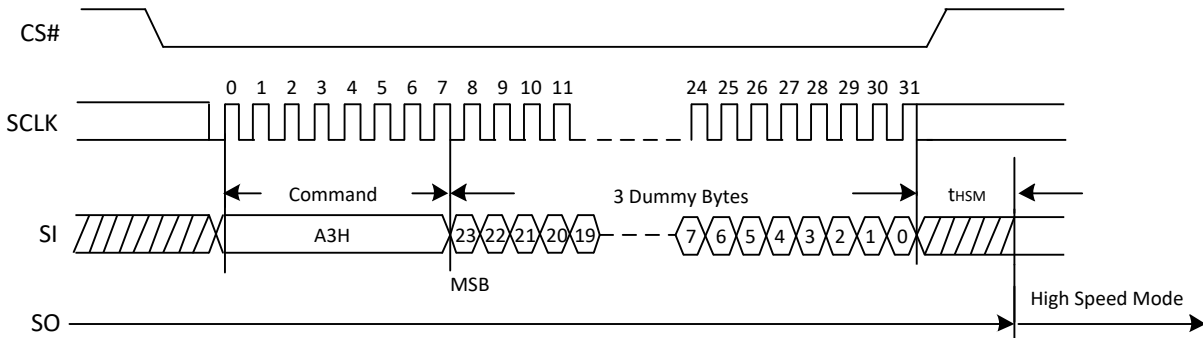 CS#
0 1 2 3 4 5 6 7 8 9 10 11 24 25 26 27 28 29 30 31
SCLK
Command 3 Dummy Bytes tHSM
SI A3H 23 22 21 20 19 7 6 5 4 3 2 1 0
MSB
High Speed Mode
SO